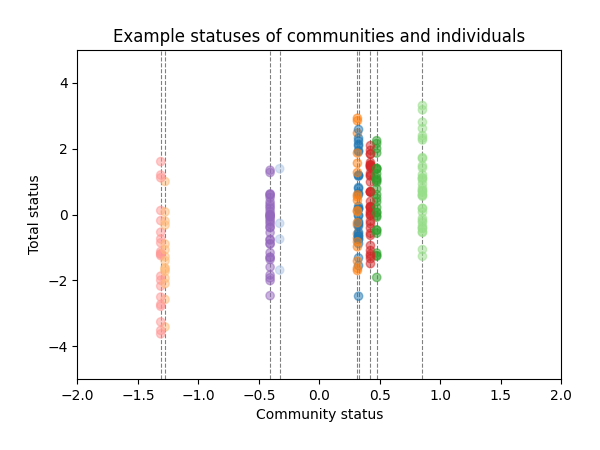 Example statuses of communities and individuals
Total status
4
2
0
−2
−4
−2.0 −1.5 −1.0 −0.5 0.0 0.5 1.0 1.5 2.0
Community status